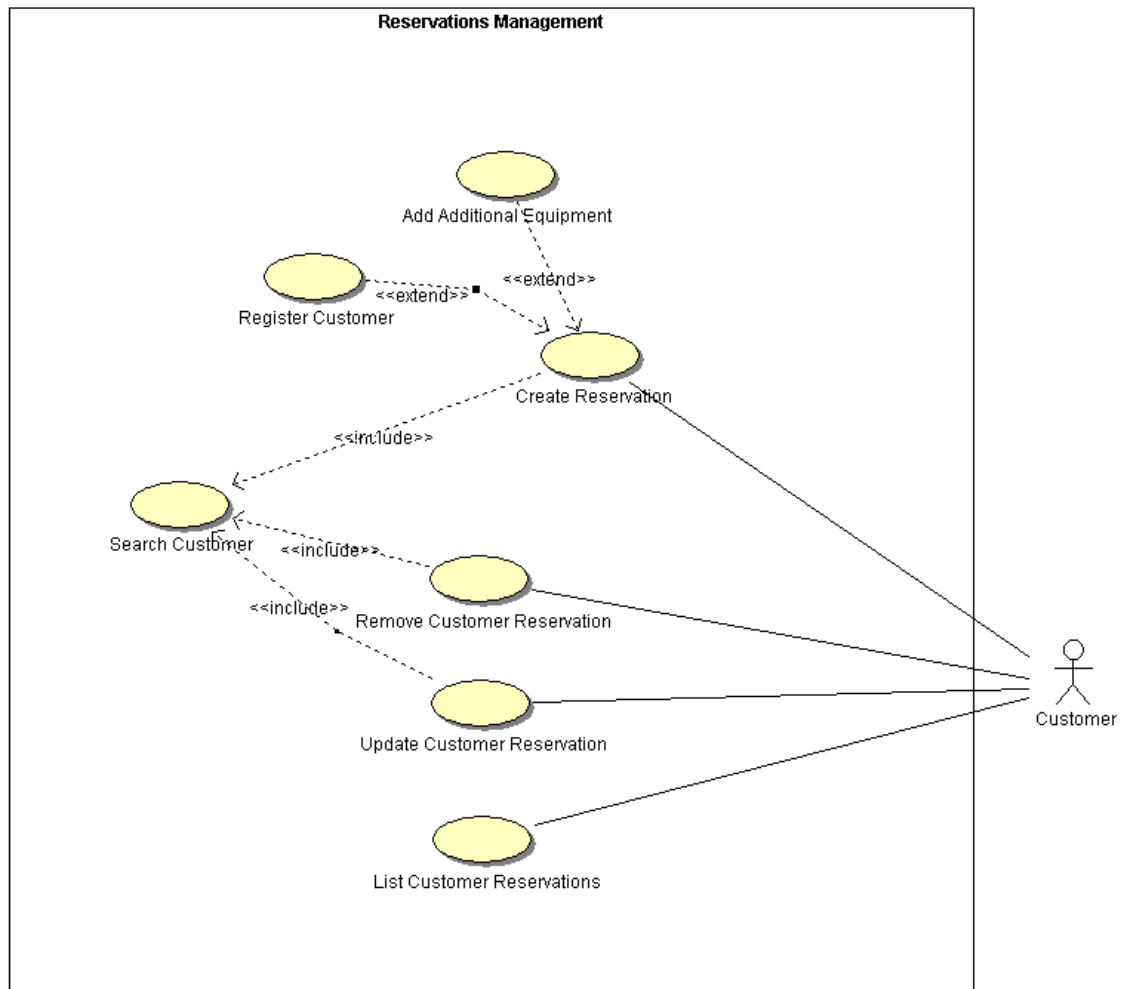 Reservations Management
Add Additional Equipment
<<extend>>
<<extend>>
Register Customer
Create Reservation
<<include>>
Search Customer
<<include>>
<<include>>
Remove Customer Reservation
Customer
Update Customer Reservation
List Customer Reservations